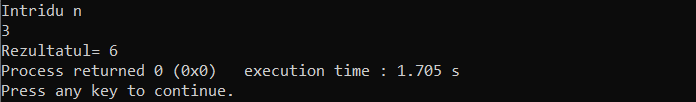 Intridu n
3
Rezultatul= 6
Process returned 0 (0x0)   execution time : 1.705 s
Press any key to continue.